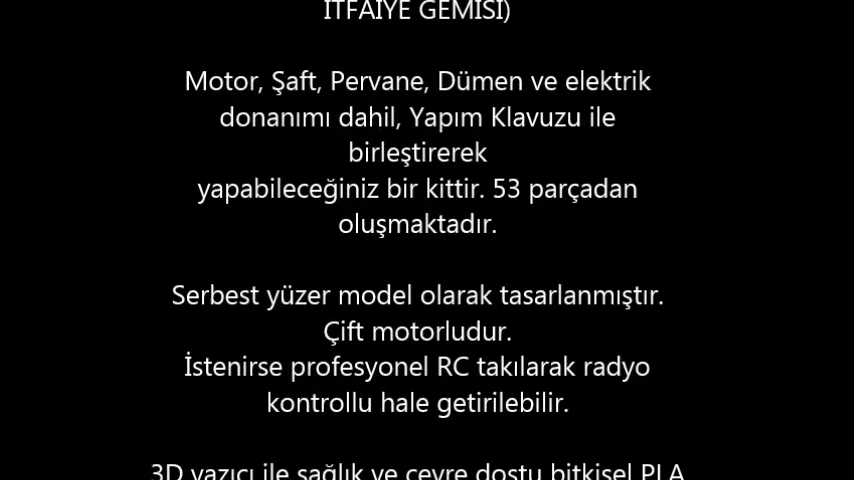 İTFAİYE GEMİSİ)
Motor, Şaft, Pervane, Dümen ve elektrik
donanımı dahil, Yapım Klavuzu ile
birleştirerek
yapabileceğiniz bir kittir. 53 parçadan
oluşmaktadır.
Serbest yüzer model olarak tasarlanmıştır.
Çift motorludur.
İstenirse profesyonel RC takılarak radyo
kontrollu hale getirilebilir.
3D yazıcı ile sağlık ve çevre dostu bitkisel PLA